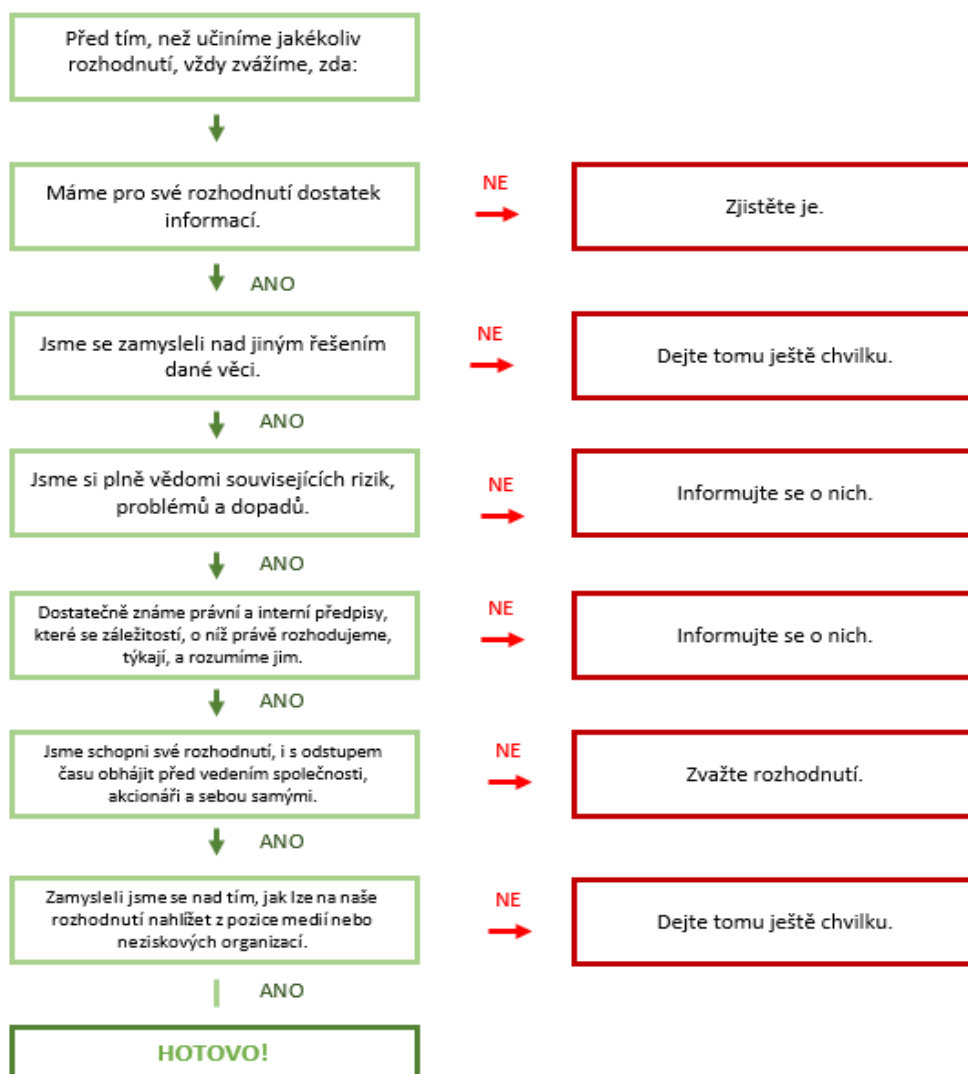 Před tím, než učiníme jakékoliv
rozhodnutí, vždy zvážíme, zda:
Máme pro své rozhodnutí dostatek
informací.
NE
Zjistěte je.
ANO
Jsme se zamysleli nad jiným řešením
dané věci.
NE
Dejte tomu ještě chvilku.
ANO
Jsme si plně vědomi souvisejících rizik,
problémů a dopadů.
NE
Informujte se o nich.
ANO
Dostatečně známe právní a interní předpisy,
které se záležitostí, o níž právě rozhodujeme,
týkají, a rozumíme jim.
NE
Informujte se o nich.
ANO
Jsme schopni své rozhodnutí, i s odstupem
času obhájit před vedením společnosti,
akcionáři a sebou samými.
NE
Zvažte rozhodnutí.
ANO
Zamysleli jsme se nad tím, jak lze na naše
rozhodnutí nahlížet z pozice medií nebo
neziskových organizací.
NE
Dejte tomu ještě chvilku.
ANO
HOTOVO!